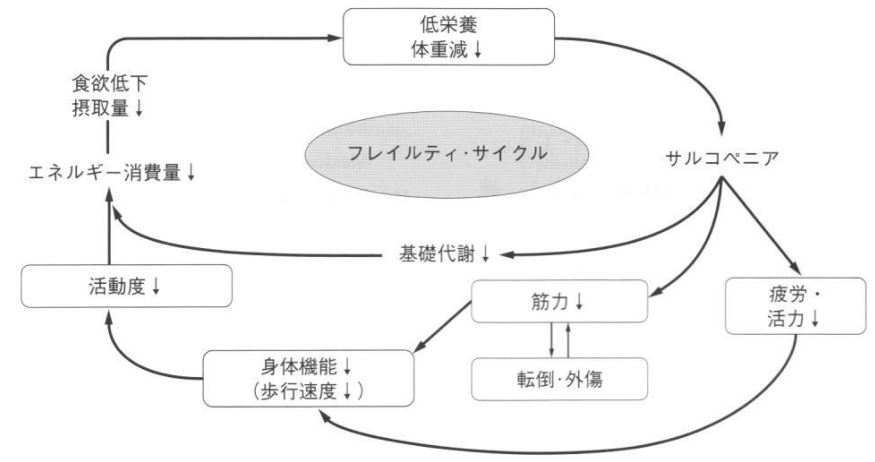 低栄養
体重減↓
食欲低下
摂取量↓
フレイルティ・サイクル
サルコペニア
エネルギー消費量↓
基礎代謝↓
活動度↓
筋力↓
疲労・
活力↓
身体機能↓
(歩行速度↓)
転倒・外傷